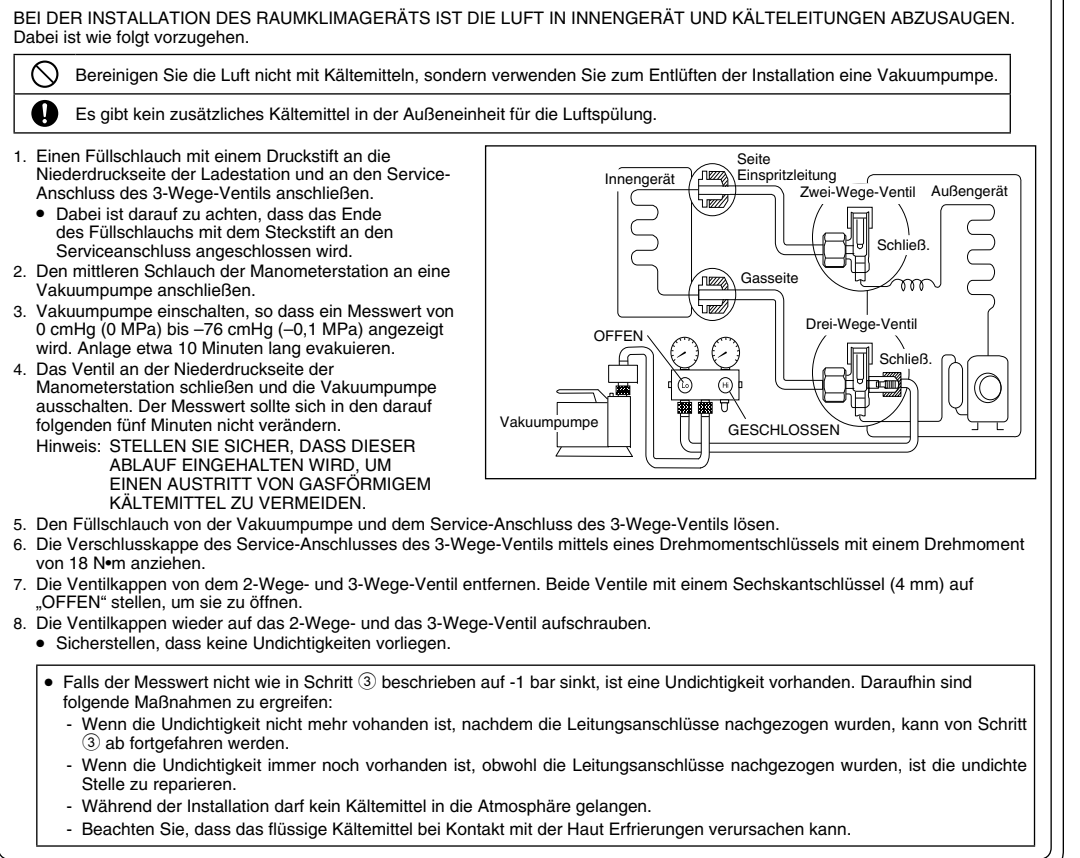 BEI DER INSTALLATION DES RAUMKLIMAGERÄTS IST DIE LUFT IN INNENGERÄT UND KÄLTELEITUNGEN ABZUSAUGEN.
Dabei ist wie folgt vorzugehen.
Bereinigen Sie die Luft nicht mit Kältemitteln, sondern verwenden Sie zum Entlüften der Installation eine Vakuumpumpe.
Es gibt kein zusätzliches Kältemittel in der Außeneinheit für die Luftspülung.
1. Einen Füllschlauch mit einem Druckstift an die
Niederdruckseite der Ladestation und an den Service-
Anschluss des 3-Wege-Ventils anschließen.
• Dabei ist darauf zu achten, dass das Ende
des Füllschlauchs mit dem Steckstift an den
Serviceanschluss angeschlossen wird.
2. Den mittleren Schlauch der Manometerstation an eine
Vakuumpumpe anschließen.
3. Vakuumpumpe einschalten, so dass ein Messwert von
0 cmHg (0 MPa) bis –76 cmHg (–0,1 MPa) angezeigt
wird. Anlage etwa 10 Minuten lang evakuieren.
4. Das Ventil an der Niederdruckseite der
Manometerstation schließen und die Vakuumpumpe
ausschalten. Der Messwert sollte sich in den darauf
folgenden fünf Minuten nicht verändern.
Hinweis: STELLEN SIE SICHER, DASS DIESER
ABLAUF EINGEHALTEN WIRD, UM
EINEN AUSTRITT VON GASFÖRMIGEM
KÄLTEMITTEL ZU VERMEIDEN.
Seite
Einspritzleitung
Innengerät
Zwei-Wege-Ventil
Außengerät
Schließ.
Gasseite
Drei-Wege-Ventil
OFFEN
Schließ.
Lo
Hi
Vakuumpumpe
GESCHLOSSEN
5. Den Füllschlauch von der Vakuumpumpe und dem Service-Anschluss des 3-Wege-Ventils lösen.
6. Die Verschlusskappe des Service-Anschlusses des 3-Wege-Ventils mittels eines Drehmomentschlüssels mit einem Drehmoment
von 18 N•m anziehen.
7. Die Ventilkappen von dem 2-Wege- und 3-Wege-Ventil entfernen. Beide Ventile mit einem Sechskantschlüssel (4 mm) auf
„OFFEN“ stellen, um sie zu öffnen.
8. Die Ventilkappen wieder auf das 2-Wege- und das 3-Wege-Ventil aufschrauben.
• Sicherstellen, dass keine Undichtigkeiten vorliegen.
• Falls der Messwert nicht wie in Schritt ③ beschrieben auf -1 bar sinkt, ist eine Undichtigkeit vorhanden. Daraufhin sind
folgende Maßnahmen zu ergreifen:
- Wenn die Undichtigkeit nicht mehr vohanden ist, nachdem die Leitungsanschlüsse nachgezogen wurden, kann von Schritt
③ ab fortgefahren werden.
- Wenn die Undichtigkeit immer noch vorhanden ist, obwohl die Leitungsanschlüsse nachgezogen wurden, ist die undichte
Stelle zu reparieren.
- Während der Installation darf kein Kältemittel in die Atmosphäre gelangen.
- Beachten Sie, dass das flüssige Kältemittel bei Kontakt mit der Haut Erfrierungen verursachen kann.